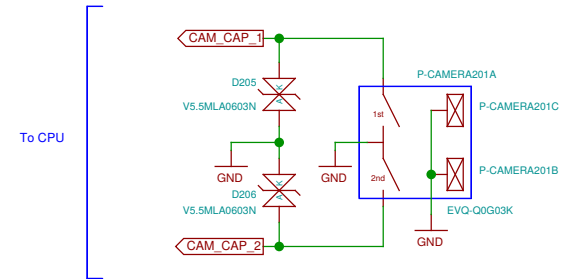 CAM_CAP_1
P-CAMERA201A
D205
K
A
V5.5MLA0603N
1st
P-CAMERA201C
To CPU
GND
GND
K
A
D206
V5.5MLA0603N
2nd
P-CAMERA201B
EVQ-Q0G03K
GND
CAM_CAP_2